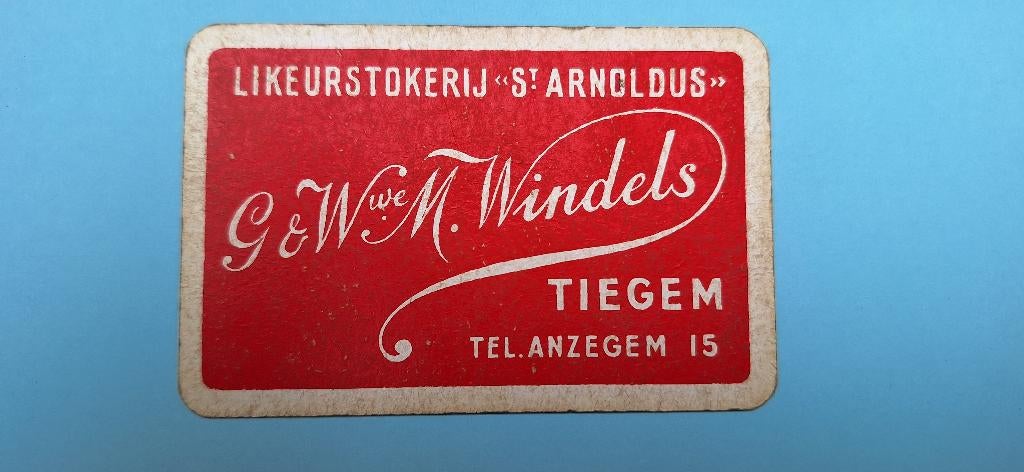 LIKEURSTOKERIJ «ST ARNOLDUS»
G & Wwe M. Windels
TIEGEM
TEL. ANZEGEM 15